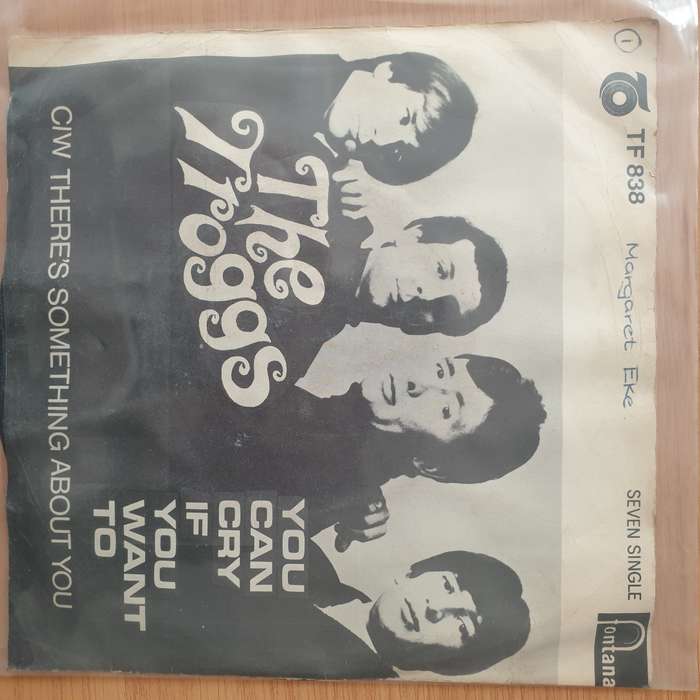 1
TF 838
Margaret Eke.
SEVEN SINGLE
fontana
The
Troggs
YOU
CAN
CRY
IF
YOU
WANT
TO
C/W THERE'S SOMETHING ABOUT YOU